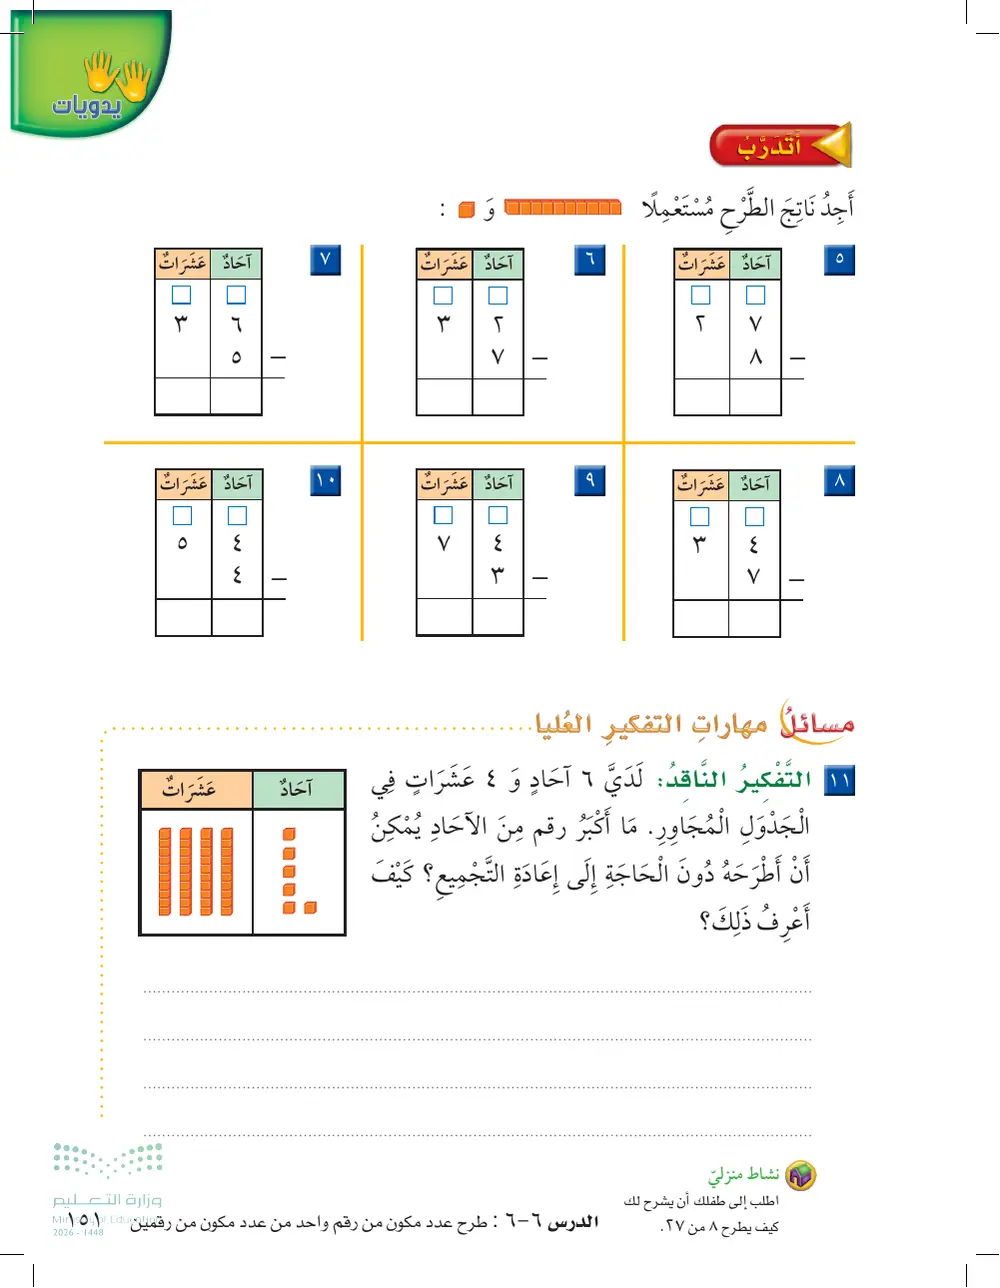 يدويات
أَتَدَرَّبُ
أَجِدُ نَاتِجَ الطَّرْحِ مُسْتَعْمِلًا وَ :
٥ ٦ ٧
آحَادٌ عَشَرَاتٌ آحَادٌ عَشَرَاتٌ آحَادٌ عَشَرَاتٌ
٧ ٢ ٢ ٣ ٦ ٣
− ٨ − ٧ − ٥
٨ ٩ ١٠
آحَادٌ عَشَرَاتٌ آحَادٌ عَشَرَاتٌ آحَادٌ عَشَرَاتٌ
٤ ٣ ٤ ٧ ٤ ٥
− ٧ − ٣ − ٤
مسائلُ مهاراتِ التفكيرِ العُليا
١١ التَّفْكِيرُ النَّاقِدُ: لَدَيَّ ٦ آحَادٍ وَ ٤ عَشَرَاتٍ فِي
الْجَدْوَلِ الْمُجَاوِرِ. مَا أَكْبَرُ رقم مِنَ الآحَادِ يُمْكِنُ
أَنْ أَطْرَحَهُ دُونَ الْحَاجَةِ إِلَى إِعَادَةِ التَّجْمِيعِ؟ كَيْفَ
أَعْرِفُ ذَلِكَ؟
آحَادٌ عَشَرَاتٌ
نشاط منزليّ
اطلب إلى طفلك أن يشرح لك
كيف يطرح ٨ من ٢٧.
الدرس ٦-٦ : طرح عدد مكون من رقم واحد من عدد مكون من رقمين ١٥١
وزارة التعليم
Ministry of Education
2026 - 1448